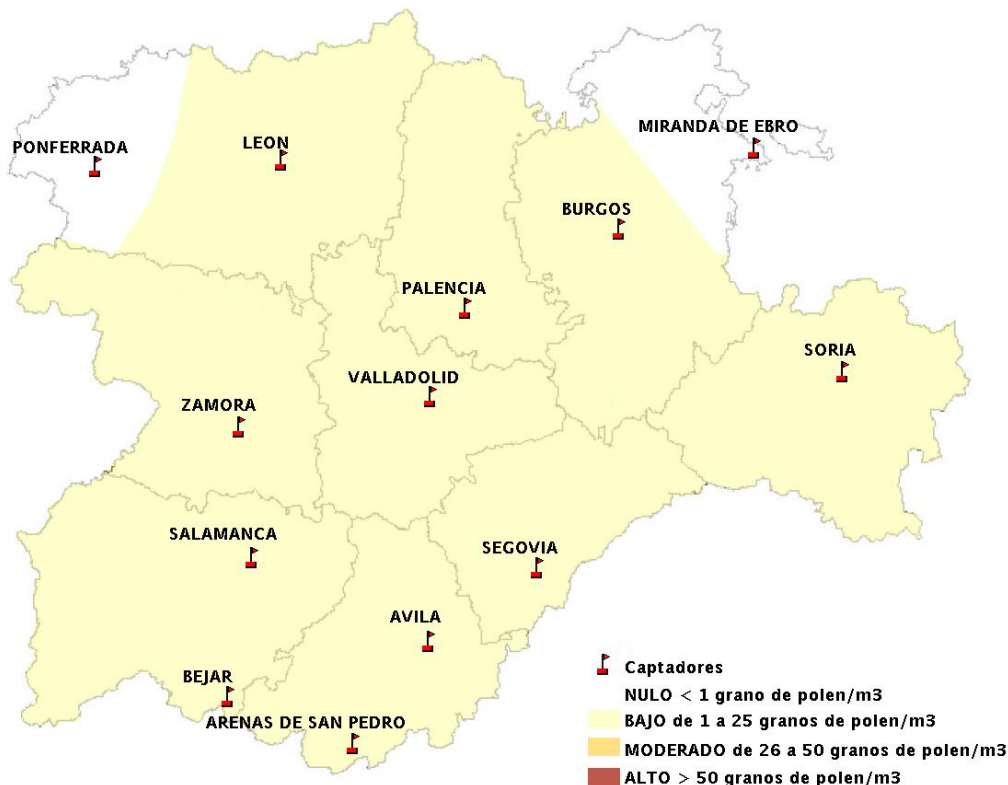 MIRANDA DE EBRO
PONFERRADA
LEON
BURGOS
PALENCIA
SORIA
VALLADOLID
ZAMORA
SALAMANCA
SEGOVIA
AVILA
BEJAR
ARENAS DE SAN PEDRO
Captadores
NULO < 1 grano de polen/m3
BAJO de 1 a 25 granos de polen/m3
MODERADO de 26 a 50 granos de polen/m3
ALTO > 50 granos de polen/m3